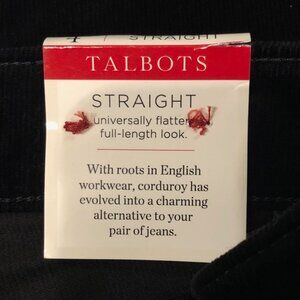 TALBOTS
STRAIGHT
universally
full-length look.
With roots in English
workwear, corduroy has
evolved into a charming
alternative to your
pair of jeans.